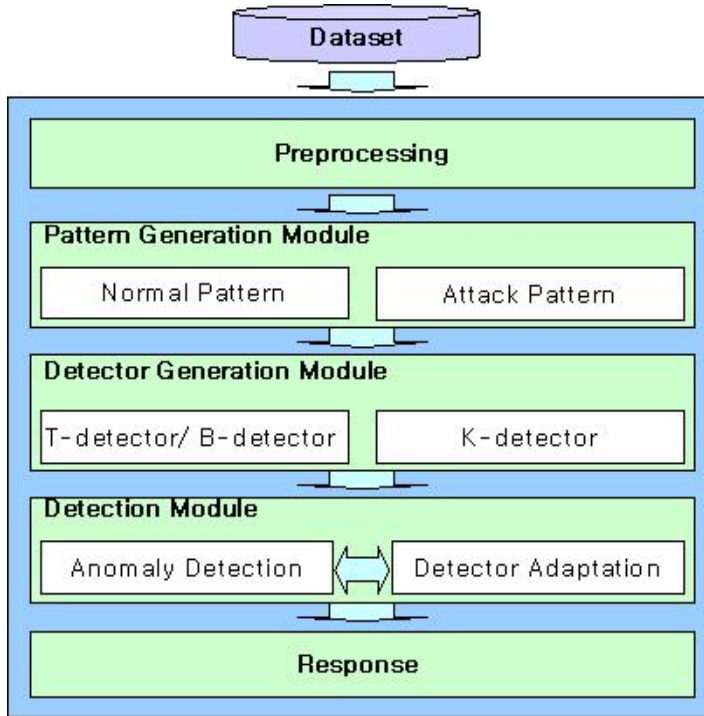 Dataset
Preprocessing
Pattern Generation Module
Normal Pattern
Attack Pattern
Detector Generation Module
T-detector/ B-detector
K-detector
Detection Module
Anomaly Detection
Detector Adaptation
Response